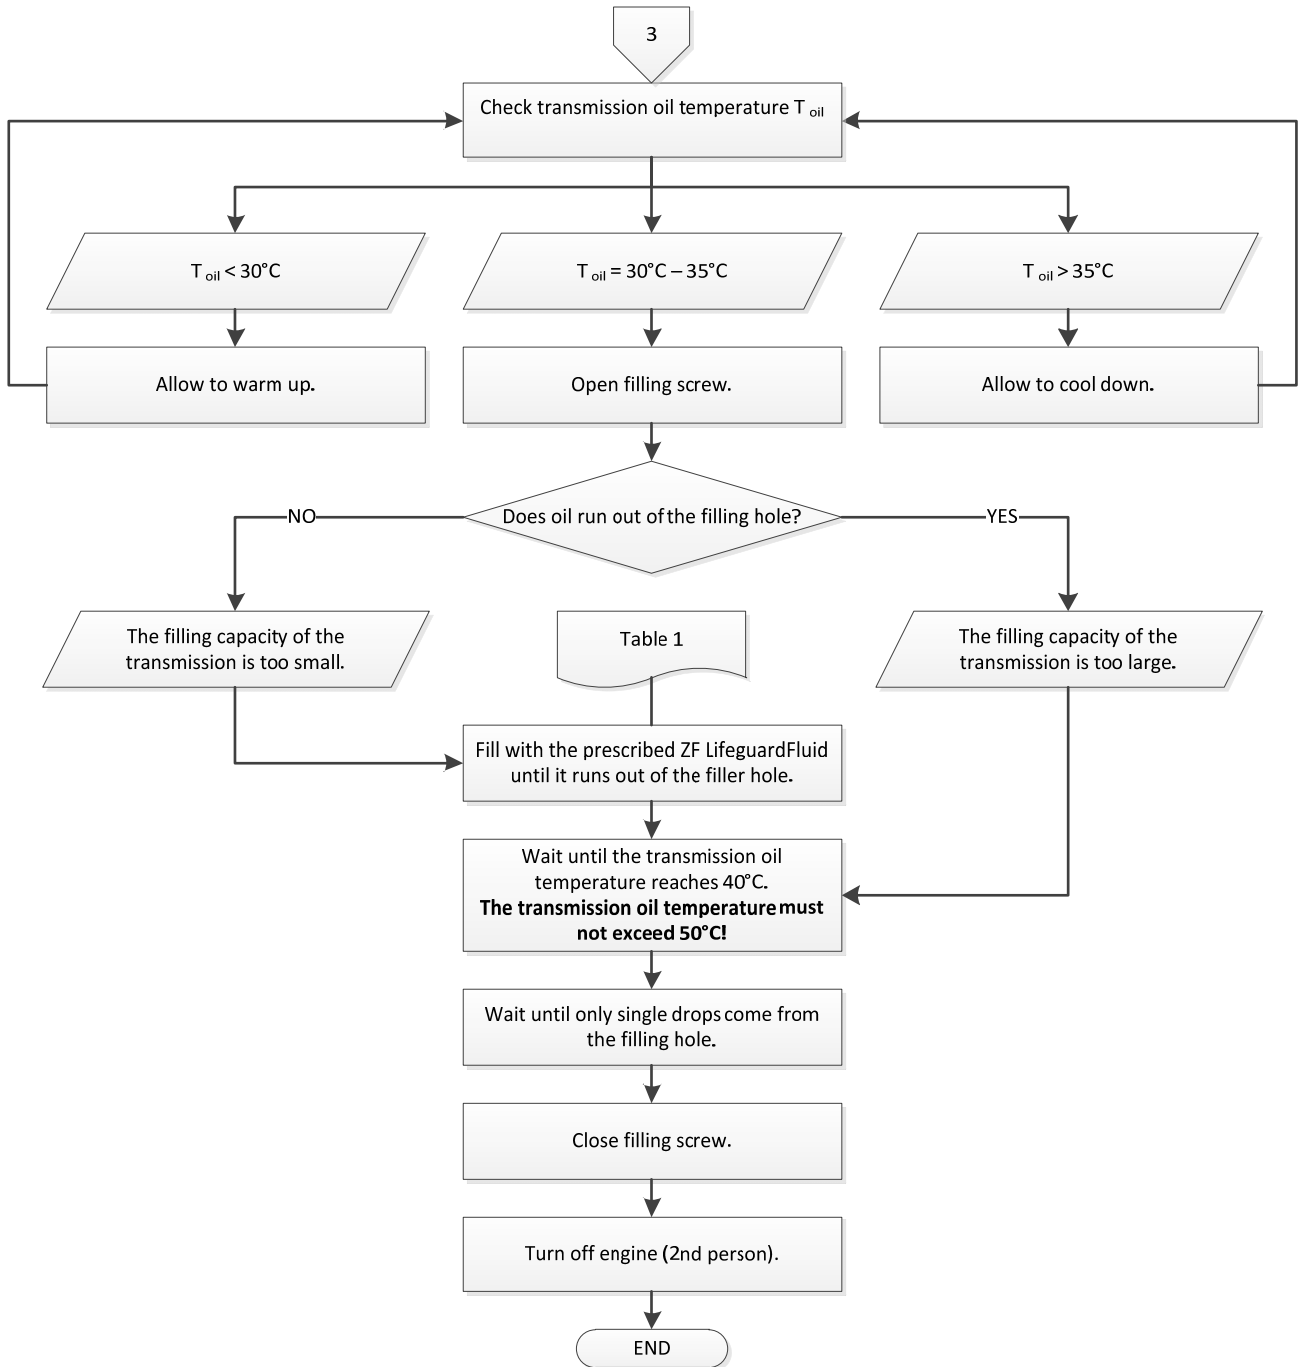 3
Check transmission oil temperature T oil
T oil < 30°C
T oil = 30°C – 35°C
T oil > 35°C
Allow to warm up.
Open filling screw.
Allow to cool down.
Does oil run out of the filling hole?
NO
YES
The filling capacity of the
transmission is too small.
Table 1
The filling capacity of the
transmission is too large.
Fill with the prescribed ZF LifeguardFluid
until it runs out of the filler hole.
Wait until the transmission oil
temperature reaches 40°C.
The transmission oil temperature must
not exceed 50°C!
Wait until only single drops come from
the filling hole.
Close filling screw.
Turn off engine (2nd person).
END